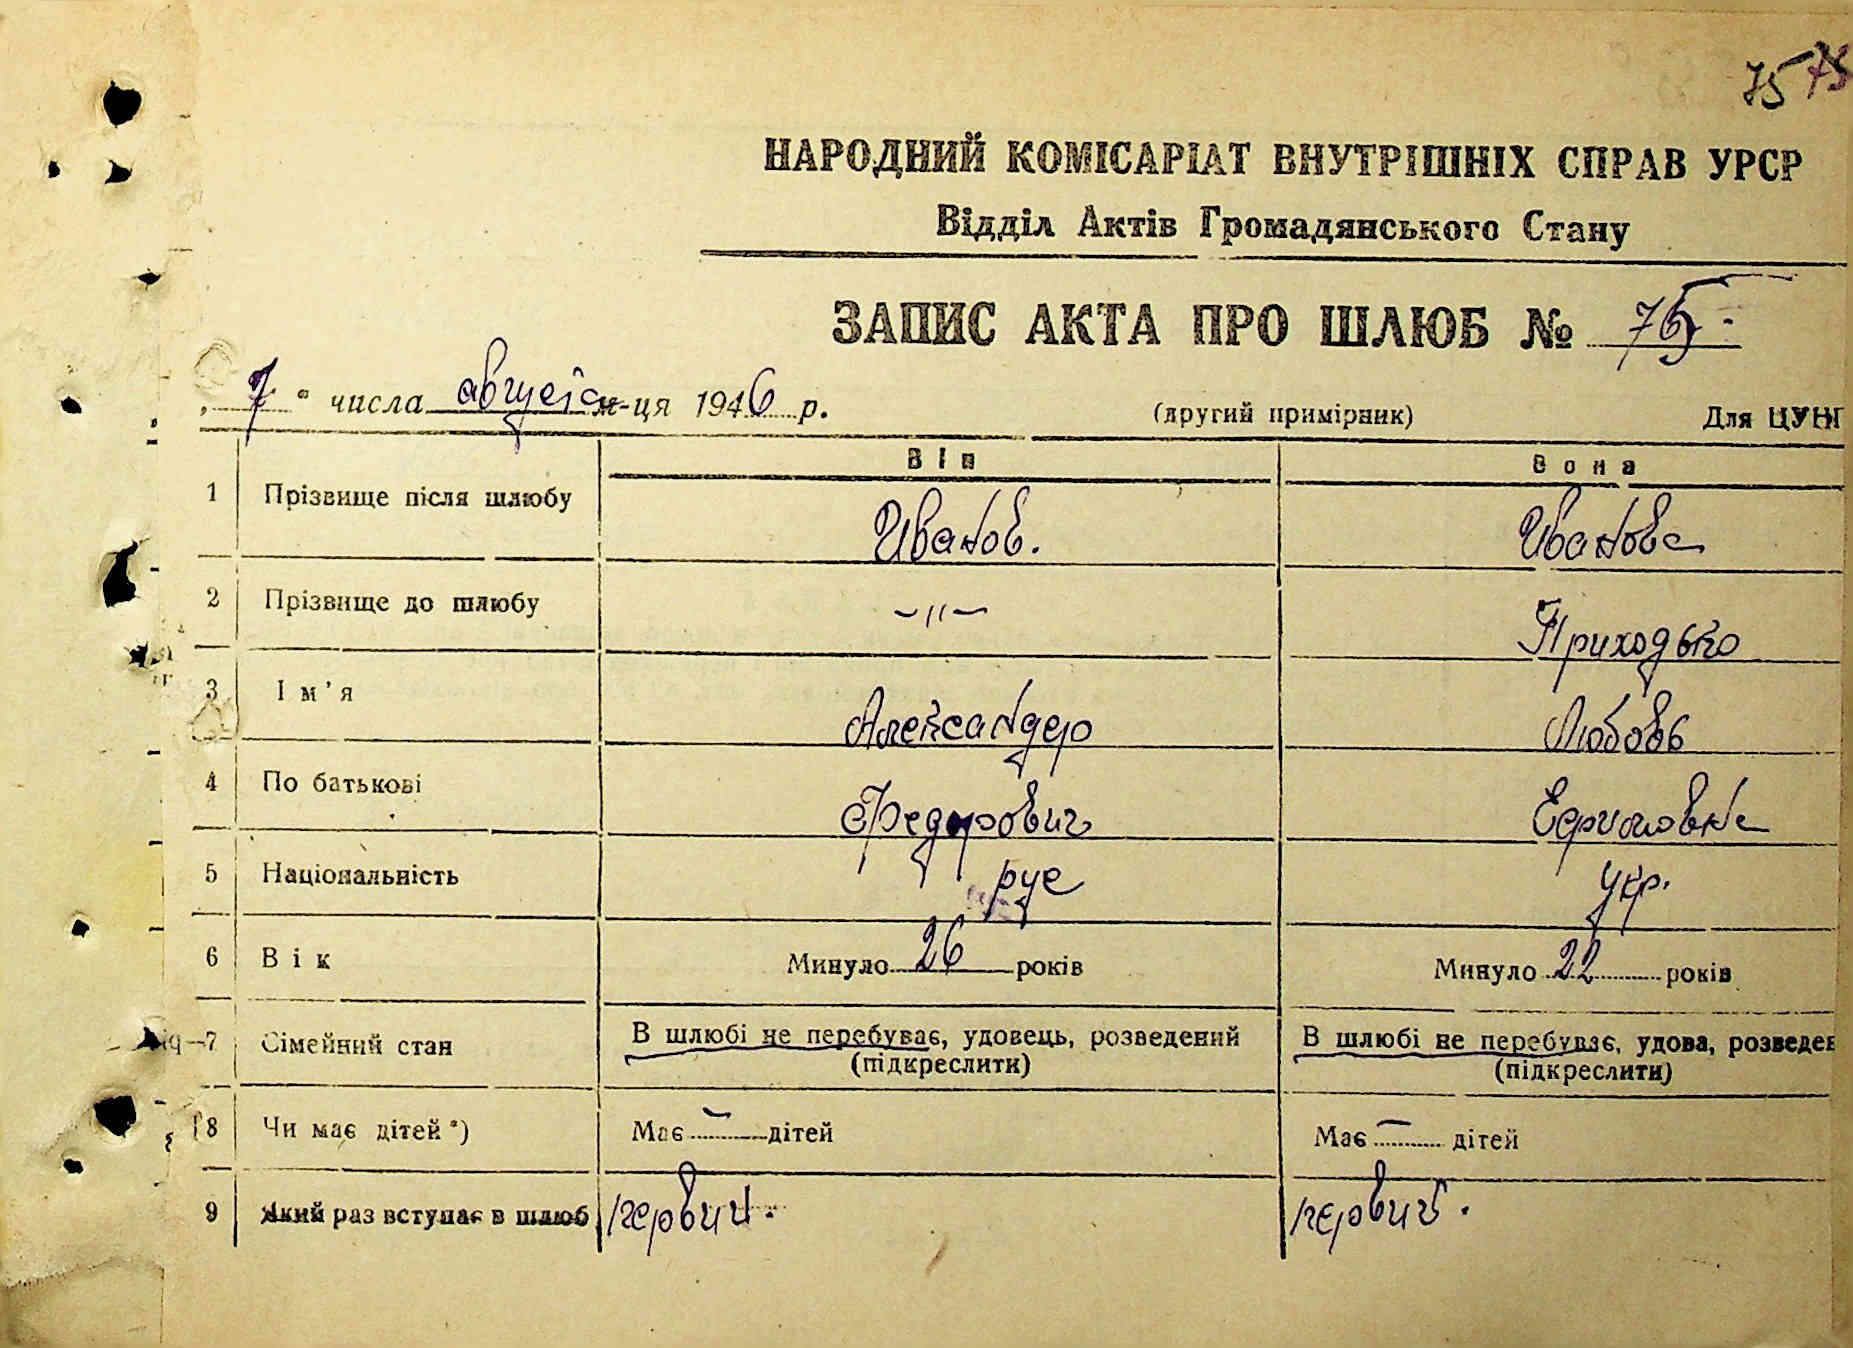 75 75
НАРОДНИЙ КОМІСАРІАТ ВНУТРІШНІХ СПРАВ УРСР
Відділ Актів Громадянського Стану
ЗАПИС АКТА ПРО ШЛЮБ № 75.
„ 7 " числа августа м-ця 1946 р. (другий примірник) Для ЦУНГ
Він Вона
1 Прізвище після шлюбу Иванов. Иванова
2 Прізвище до шлюбу —〃— Приходько
3 Ім'я Александр Любовь
4 По батькові Федорович
5 Національність рус укр.
6 Вік Минуло 26 років Минуло 22 років
7 Сімейний стан В шлюбі не перебуває, удовець, розведений В шлюбі не перебуває, удова, розведен
(підкреслити) (підкреслити)
8 Чи має дітей*) Має — дітей Має — дітей
9 Який раз вступає в шлюб первый. первый.